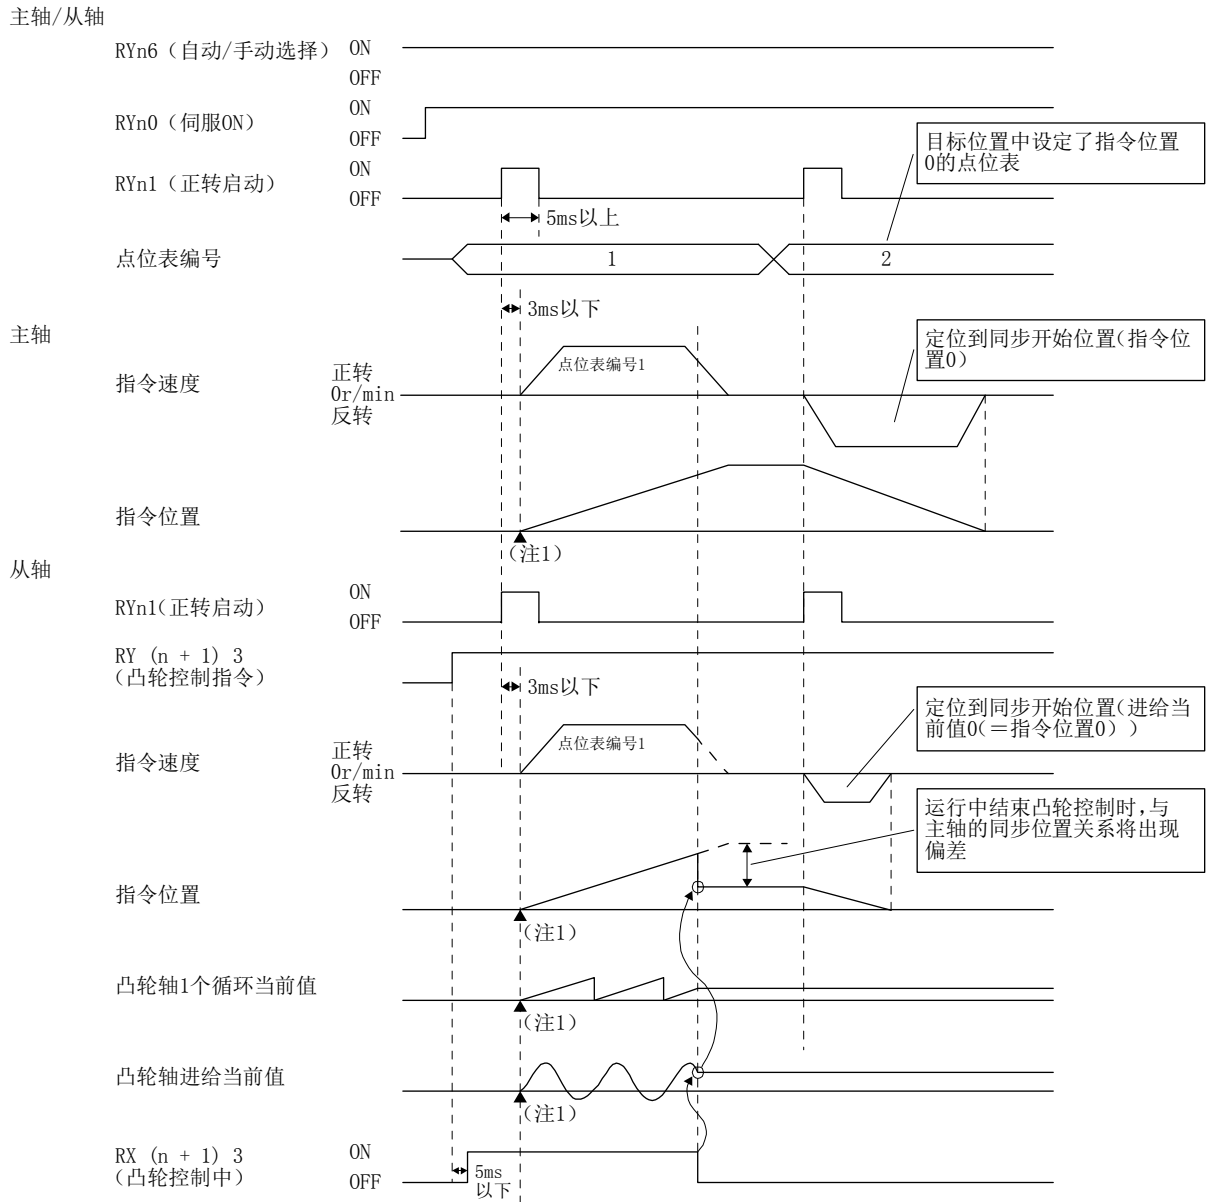 主轴/从轴
RYn6（自动/手动选择） ON
OFF
RYn0（伺服ON） ON
OFF
目标位置中设定了指令位置
0的点位表
RYn1（正转启动） ON
OFF
5ms以上
点位表编号 1 2
3ms以下
主轴
定位到同步开始位置(指令位
置0)
指令速度 正转
0r/min
反转
点位表编号1
指令位置
（注1）
从轴
RYn1(正转启动) ON
OFF
RY (n + 1) 3
（凸轮控制指令）
3ms以下
定位到同步开始位置(进给当
前值0(＝指令位置0) )
指令速度 正转
0r/min
反转
点位表编号1
运行中结束凸轮控制时,与
主轴的同步位置关系将出现
偏差
指令位置
（注1）
凸轮轴1个循环当前值
（注1）
凸轮轴进给当前值
（注1）
RX (n + 1) 3
（凸轮控制中） ON
OFF
5ms
以下